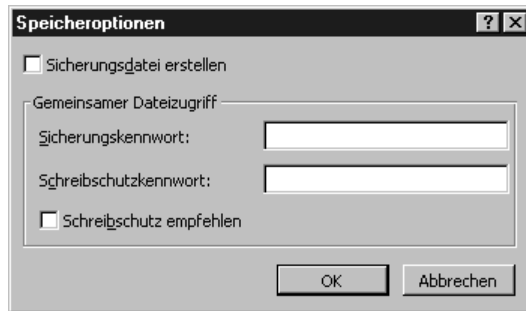 Speicheroptionen
Sicherungsdatei erstellen
Gemeinsamer Dateizugriff
Sicherungskennwort:
Schreibschutzkennwort:
Schreibschutz empfehlen
OK Abbrechen